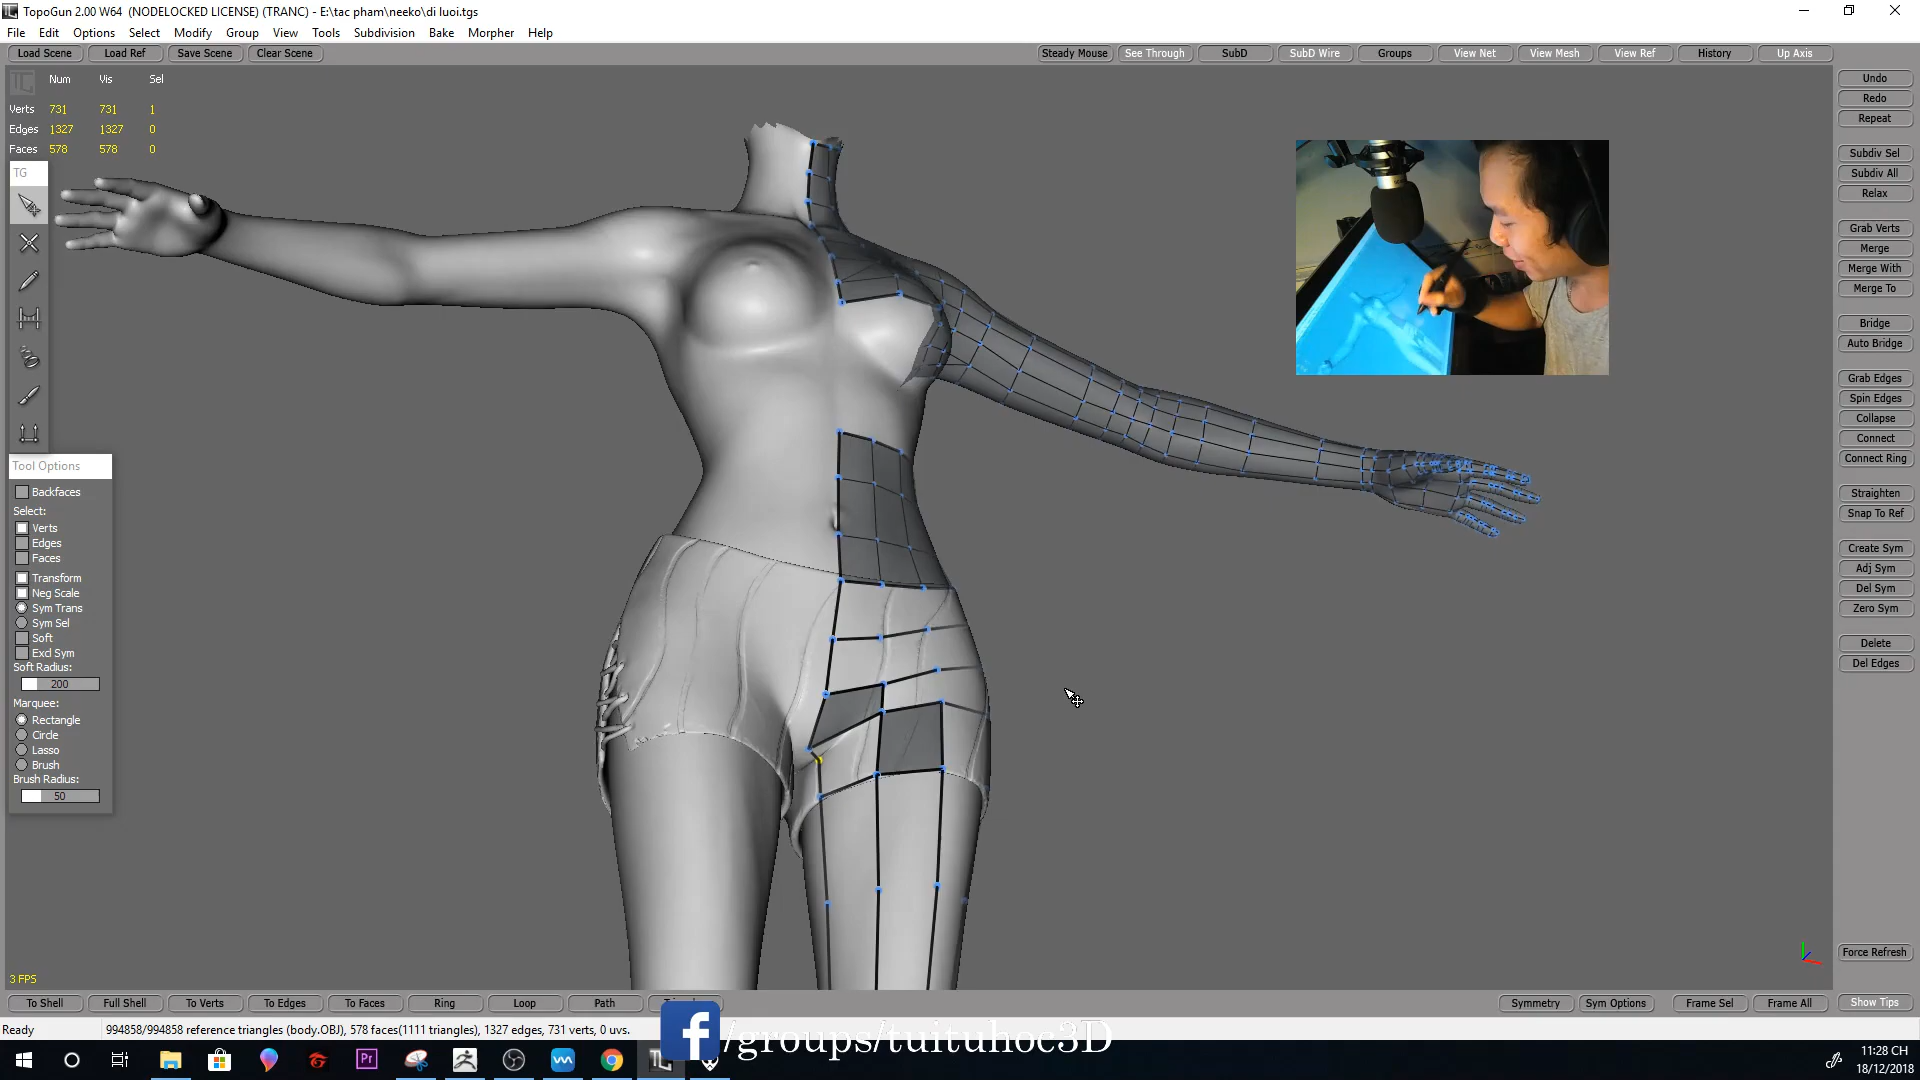 TopoGun 2.00 W64 (NODELOCKED LICENSE) (TRANC) - E:\tac pham\neeko\di luoi.tgs
File Edit Options Select Modify Group View Tools Subdivision Bake Morpher Help
Load Scene Load Ref Save Scene Clear Scene Steady Mouse See Through SubD SubD Wire Groups View Net View Mesh View Ref History Up Axis
Num Vis Sel
Verts 731 731 1
Edges 1327 1327 0
Faces 578 578 0
TG
Tool Options
Backfaces
Select:
Verts
Edges
Faces
Transform
Neg Scale
Sym Trans
Sym Sel
Soft
Excl Sym
Soft Radius:
200
Marquee:
Rectangle
Circle
Lasso
Brush
Brush Radius:
50
Undo
Redo
Repeat
Subdiv Sel
Subdiv All
Relax
Grab Verts
Merge
Merge With
Merge To
Bridge
Auto Bridge
Grab Edges
Spin Edges
Collapse
Connect
Connect Ring
Straighten
Snap To Ref
Create Sym
Adj Sym
Del Sym
Zero Sym
Delete
Del Edges
Force Refresh
Show Tips
3 FPS
To Shell Full Shell To Verts To Edges To Faces Ring Loop Path Symmetry Sym Options Frame Sel Frame All
Ready 994858/994858 reference triangles (body.OBJ), 578 faces(1111 triangles), 1327 edges, 731 verts, 0 uvs.
/groups/tuituhoc3D
Pr
11:28 CH
18/12/2018